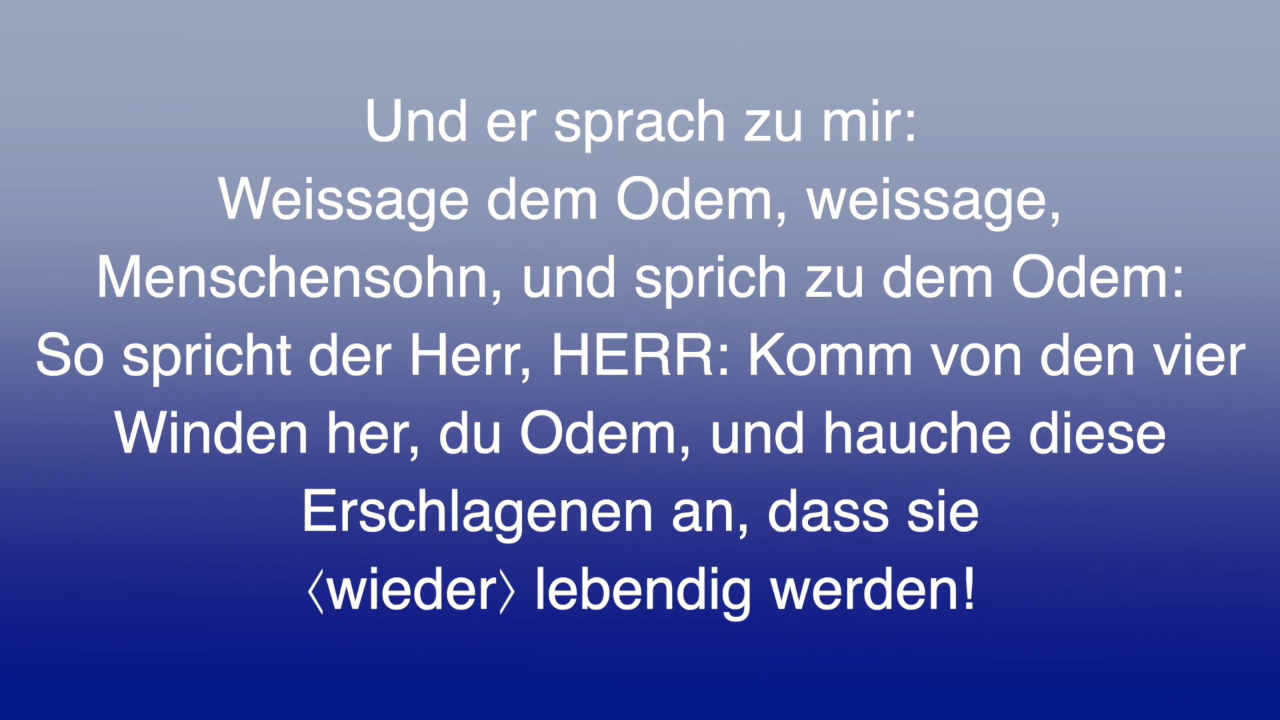 Und er sprach zu mir:
Weissage dem Odem, weissage,
Menschensohn, und sprich zu dem Odem:
So spricht der Herr, HERR: Komm von den vier
Winden her, du Odem, und hauche diese
Erschlagenen an, dass sie
〈wieder〉 lebendig werden!